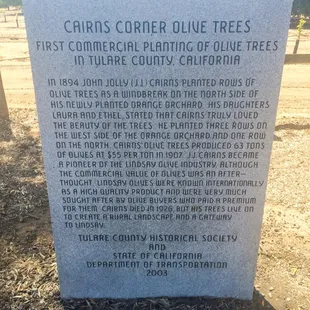 CAIRNS CORNER OLIVE TREES
FIRST COMMERCIAL PLANTING OF OLIVE TREES
IN TULARE COUNTY, CALIFORNIA
IN 1894 JOHN JOLLY (J.J.) CAIRNS PLANTED ROWS OF
OLIVE TREES AS A WINDBREAK ON THE NORTH SIDE OF
HIS NEWLY PLANTED ORANGE ORCHARD. HIS DAUGHTERS,
LAURA AND ETHEL, STATED THAT CAIRNS TRULY LOVED
THE BEAUTY OF THE TREES. HE PLANTED THREE ROWS ON
THE WEST SIDE OF THE ORANGE ORCHARD AND ONE ROW
ON THE NORTH. CAIRNS OLIVE TREES PRODUCED 63 TONS
OF OLIVES AT $55 PER TON IN 1907. J.J. CAIRNS BECAME
A PIONEER OF THE LINDSAY OLIVE INDUSTRY. ALTHOUGH
THE COMMERCIAL VALUE OF OLIVES WAS AN AFTER-
THOUGHT, LINDSAY OLIVES WERE KNOWN INTERNATIONALLY
AS A HIGH QUALITY PRODUCT AND WERE VERY MUCH
SOUGHT AFTER BY OLIVE BUYERS WHO PAID A PREMIUM
FOR THEM. CAIRNS DIED IN 1928, BUT HIS TREES LIVE ON
TO CREATE A RURAL LANDSCAPE AND A GATEWAY
TO LINDSAY.
TULARE COUNTY HISTORICAL SOCIETY
AND
STATE OF CALIFORNIA
DEPARTMENT OF TRANSPORTATION
2003